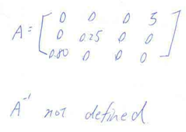 0 0 0 5
A = 0 0.25 0 0
0.80 0 0 0
A⁻¹ not defined